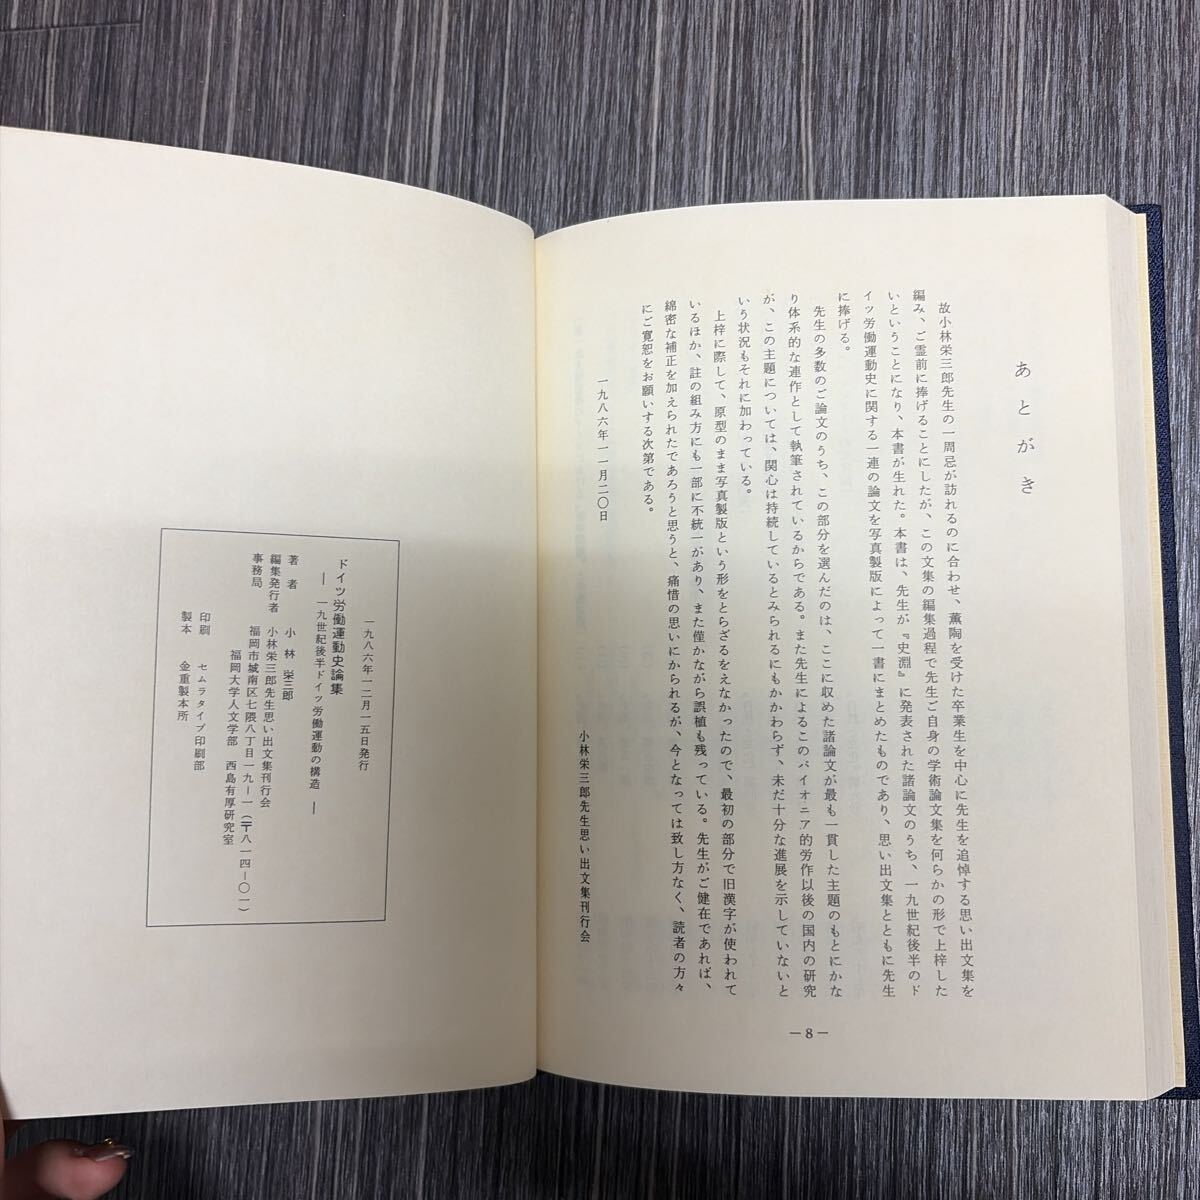 あとがき
故小林栄三郎先生の一周忌が訪れるのに合わせ、薫陶を受けた卒業生を中心に先生を追悼する思い出文集を
編み、ご霊前に捧げることにしたが、この文集の編集過程で先生ご自身の学術論文集を何らかの形で上梓した
いということになり、本書が生れた。本書は、先生が『史淵』に発表された諸論文のうち、一九世紀後半のド
イツ労働運動史に関する一連の論文を写真製版によって一書にまとめたものであり、思い出文集とともに先生
に捧げる。
先生の多数のご論文のうち、この部分を選んだのは、ここに収めた諸論文が最も一貫した主題のもとにかな
り体系的な連作として執筆されているからである。また先生によるこのパイオニア的労作以後の国内の研究
が、この主題については、関心は持続しているとみられるにもかかわらず、未だ十分な進展を示していないと
いう状況もそれに加わっている。
上梓に際して、原型のまま写真製版という形をとらざるをえなかったので、最初の部分で旧漢字が使われて
いるほか、註の組み方にも一部に不統一があり、また僅かながら誤植も残っている。先生がご健在であれば、
綿密な補正を加えられたであろうと思うと、痛惜の思いにかられるが、今となっては致し方なく、読者の方々
にご寛恕をお願いする次第である。
一九八六年一一月二〇日
小林栄三郎先生思い出文集刊行会
—8—
一九八六年一二月一五日発行
ドイツ労働運動史論集
— 一九世紀後半ドイツ労働運動の構造 —
著者 小林 栄三郎
編集発行者 小林栄三郎先生思い出文集刊行会
事務局 福岡市城南区七隈八丁目一九−一(〒八一四−〇一)
福岡大学人文学部 西島有厚研究室
印刷 セムラタイプ印刷部
製本 金重製本所